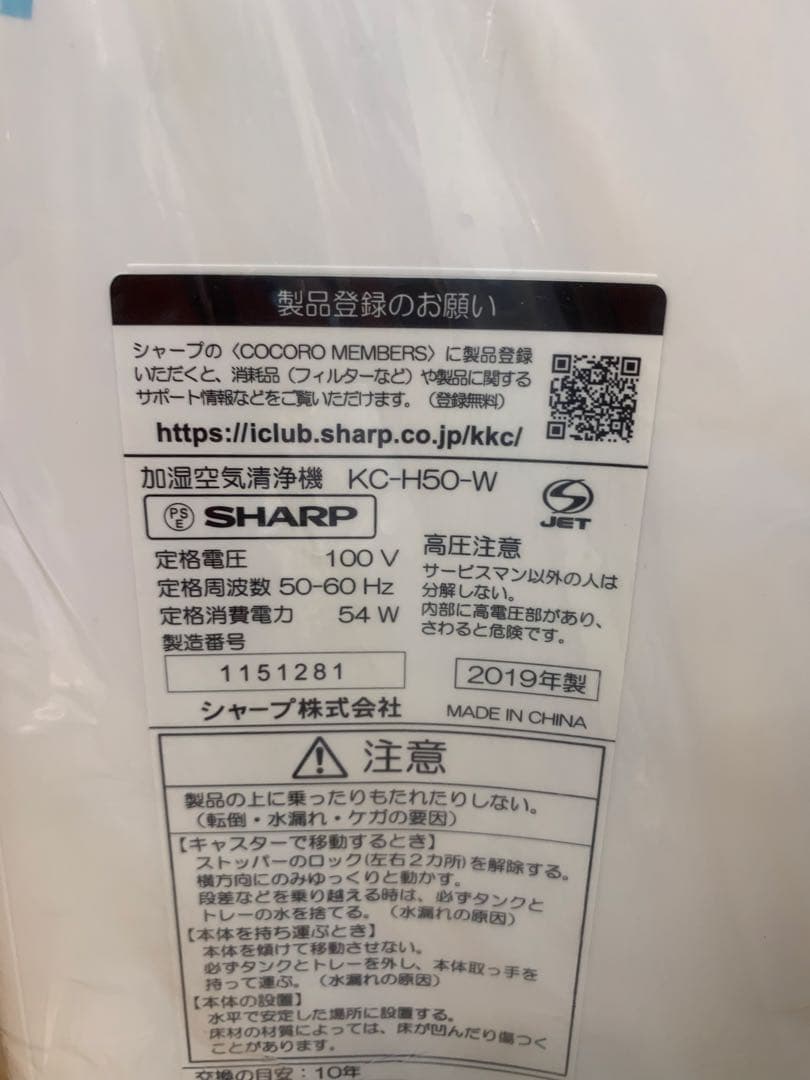 製品登録のお願い
シャープの〈COCORO MEMBERS〉に製品登録
いただくと、消耗品（フィルターなど）や製品に関する
サポート情報などをご覧いただけます。（登録無料）
https://iclub.sharp.co.jp/kkc/
加湿空気清浄機 KC-H50-W
PS
E SHARP
JET
定格電圧 100 V
定格周波数 50-60 Hz
定格消費電力 54 W
製造番号
1151281
高圧注意
サービスマン以外の人は
分解しない。
内部に高電圧部があり、
さわると危険です。
2019年製
シャープ株式会社 MADE IN CHINA
注意
製品の上に乗ったりもたれたりしない。
（転倒・水漏れ・ケガの要因）
【キャスターで移動するとき】
ストッパーのロック(左右２カ所)を解除する。
横方向にのみゆっくりと動かす。
段差などを乗り越える時は、必ずタンクと
トレーの水を捨てる。（水漏れの原因）
【本体を持ち運ぶとき】
本体を傾けて移動させない。
必ずタンクとトレーを外し、本体取っ手を
持って運ぶ。（水漏れの原因）
【本体の設置】
水平で安定した場所に設置する。
床材の材質によっては、床が凹んだり傷つく
ことがあります。
交換の目安：10年